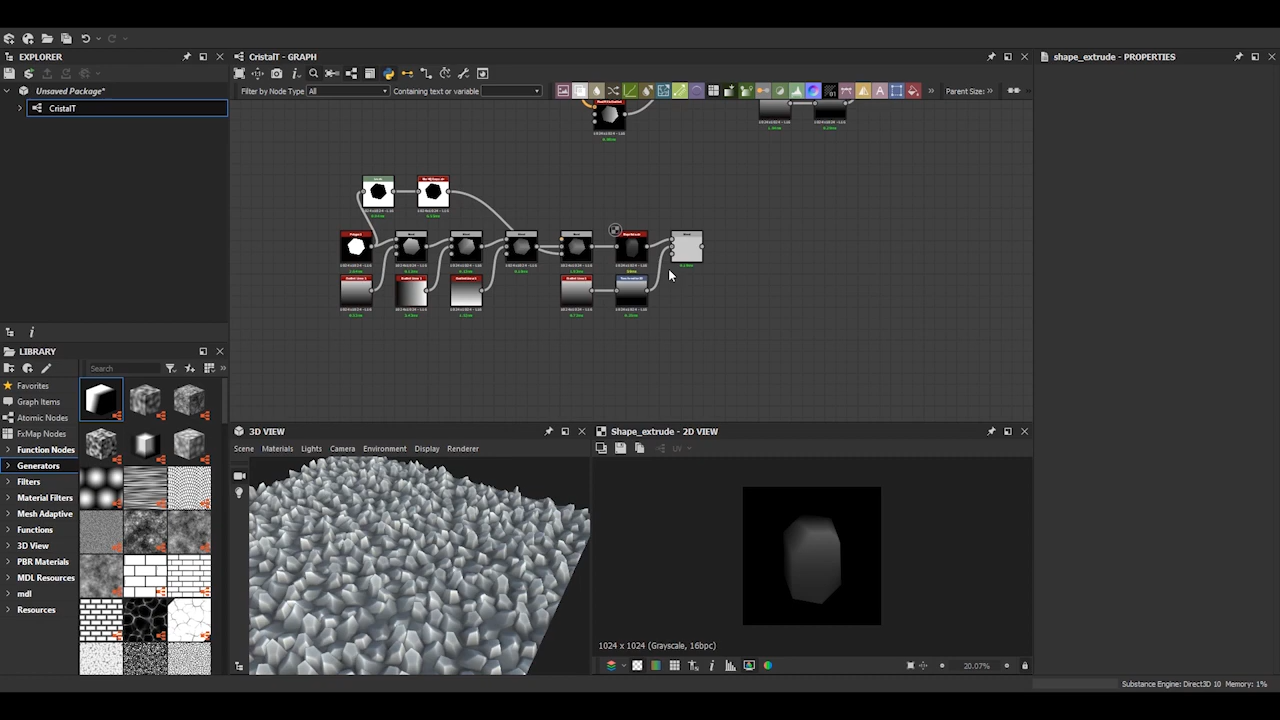 EXPLORER
Unsaved Package*
CristalT
LIBRARY
Search
Favorites
Graph Items
Atomic Nodes
FxMap Nodes
Function Nodes
Generators
Filters
Material Filters
Mesh Adaptive
Functions
3D View
PBR Materials
MDL Resources
mdl
Resources
CristalT - GRAPH
Filter by Node Type All
Containing text or variable
Parent Size:
3D VIEW
Scene Materials Lights Camera Environment Display Renderer
Shape_extrude - 2D VIEW
UV
1024 x 1024 (Grayscale, 16bpc)
20.07%
shape_extrude - PROPERTIES
Substance Engine: Direct3D 10 Memory: 1%